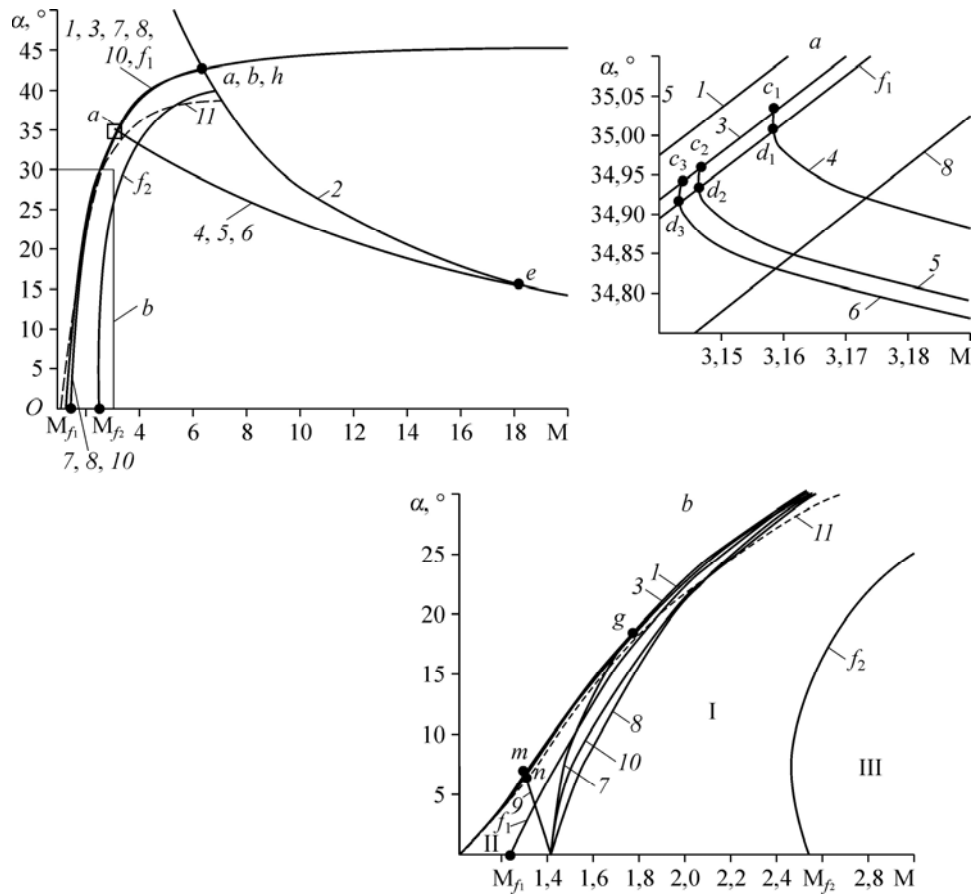 α, °
1, 3, 7, 8,
10, f₁
45
40
35
30
25
20
15
10
5
O
a, b, h
a
11
f₂
2
4, 5, 6
e
b
M_f₁
M_f₂
4
6
8
10
12
14
16
18
M
7, 8, 10
a
α, °
35,05
35,00
34,95
34,90
34,85
34,80
5
1
3
c₁
c₂
c₃
f₁
d₁
d₂
d₃
4
8
5
6
3,15
3,16
3,17
3,18
M
b
α, °
25
20
15
10
5
11
1
3
g
f₂
I
8
10
7
III
m
n
9
f₁
II
M_f₁
1,4
1,6
1,8
2,0
2,2
2,4
M_f₂
2,8
M